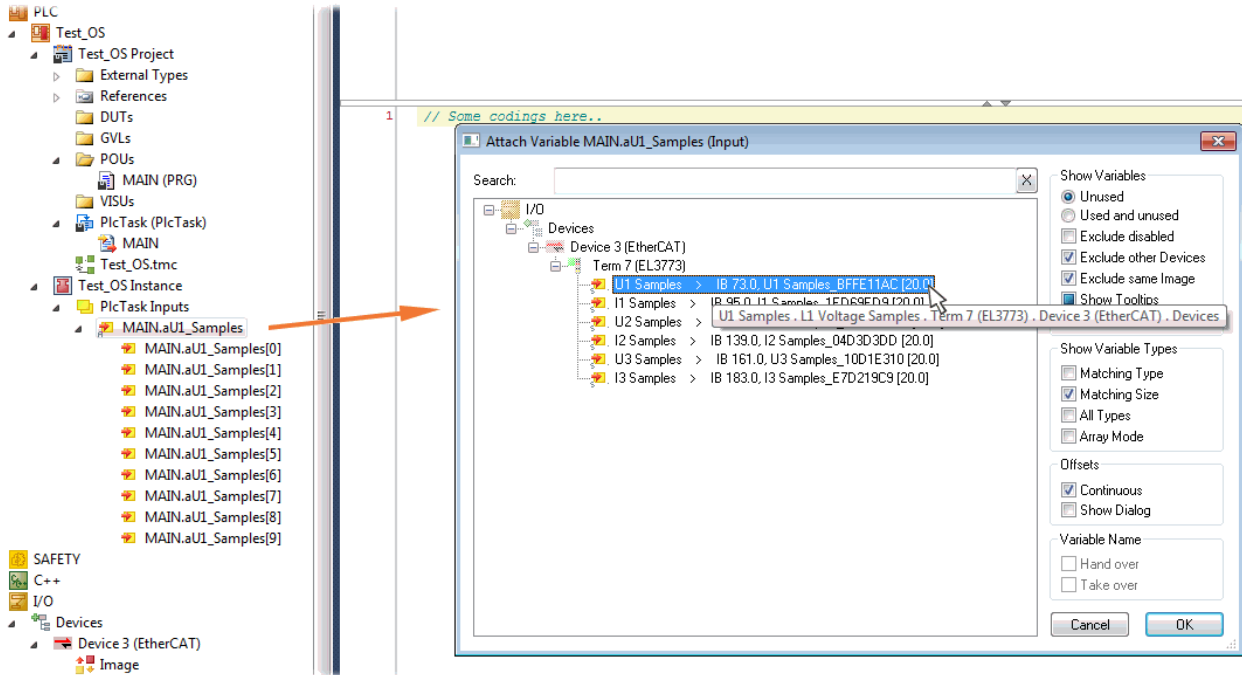 PLC
Test_OS
Test_OS Project
External Types
References
DUTs
GVLs
POUs
MAIN (PRG)
VISUs
PlcTask (PlcTask)
MAIN
Test_OS.tmc
Test_OS Instance
PlcTask Inputs
MAIN.aU1_Samples
MAIN.aU1_Samples[0]
MAIN.aU1_Samples[1]
MAIN.aU1_Samples[2]
MAIN.aU1_Samples[3]
MAIN.aU1_Samples[4]
MAIN.aU1_Samples[5]
MAIN.aU1_Samples[6]
MAIN.aU1_Samples[7]
MAIN.aU1_Samples[8]
MAIN.aU1_Samples[9]
SAFETY
C++
I/O
Devices
Device 3 (EtherCAT)
Image
1 // Some codings here..
Attach Variable MAIN.aU1_Samples (Input)
Search:
I/O
Devices
Device 3 (EtherCAT)
Term 7 (EL3773)
U1 Samples > IB 73.0, U1 Samples_BFFE11AC [20.0]
I1 Samples > IB 95.0, I1 Samples_1FD69ED9 [20.0]
U2 Samples >
U1 Samples . L1 Voltage Samples . Term 7 (EL3773) . Device 3 (EtherCAT) . Devices
I2 Samples > IB 139.0, I2 Samples_04D3D3DD [20.0]
U3 Samples > IB 161.0, U3 Samples_10D1E310 [20.0]
I3 Samples > IB 183.0, I3 Samples_E7D219C9 [20.0]
Show Variables
Unused
Used and unused
Exclude disabled
Exclude other Devices
Exclude same Image
Show Tooltips
Show Variable Types
Matching Type
Matching Size
All Types
Array Mode
Offsets
Continuous
Show Dialog
Variable Name
Hand over
Take over
Cancel
OK